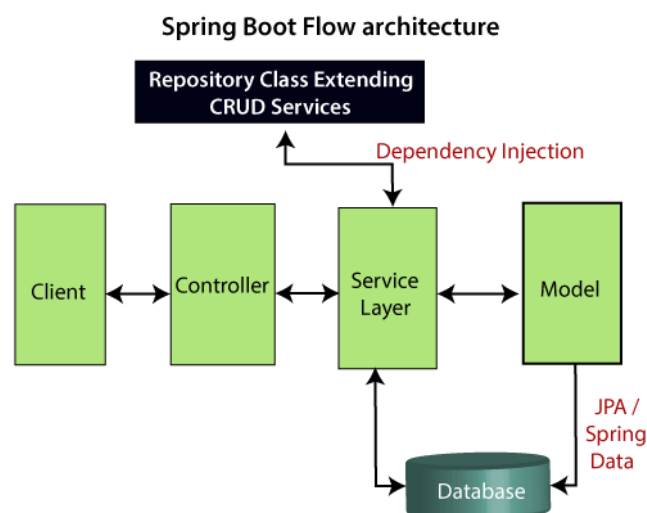 Spring Boot Flow architecture
Repository Class Extending
CRUD Services
Dependency Injection
Client
Controller
Service
Layer
Model
JPA /
Spring
Data
Database